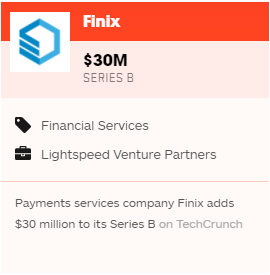 Finix
$30M
SERIES B
Financial Services
Lightspeed Venture Partners
Payments services company Finix adds
$30 million to its Series B on TechCrunch